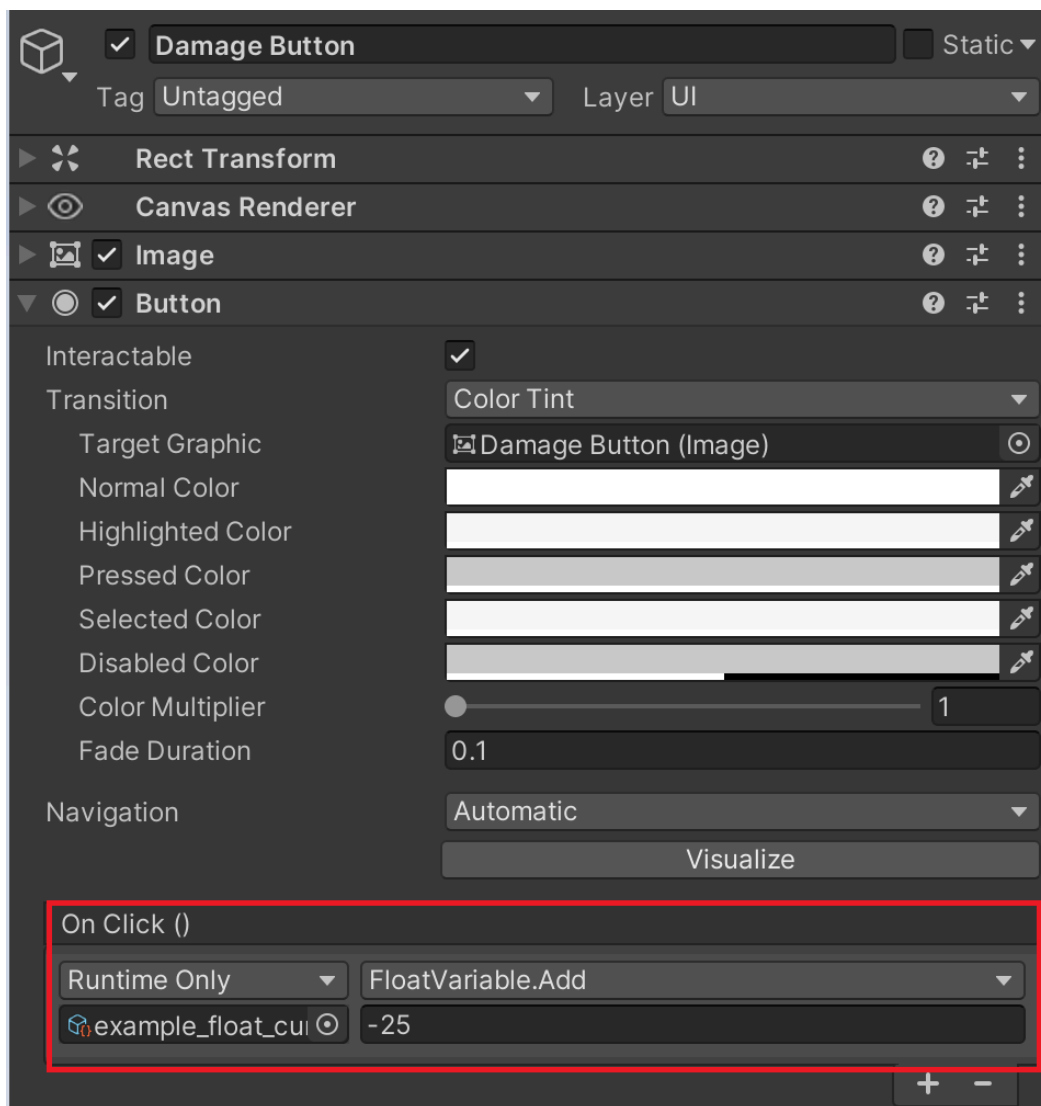 Damage Button Static
Tag Untagged Layer UI
Rect Transform
Canvas Renderer
Image
Button
Interactable
Transition Color Tint
Target Graphic Damage Button (Image)
Normal Color
Highlighted Color
Pressed Color
Selected Color
Disabled Color
Color Multiplier 1
Fade Duration 0.1
Navigation Automatic
Visualize
On Click ()
Runtime Only FloatVariable.Add
example_float_cur -25